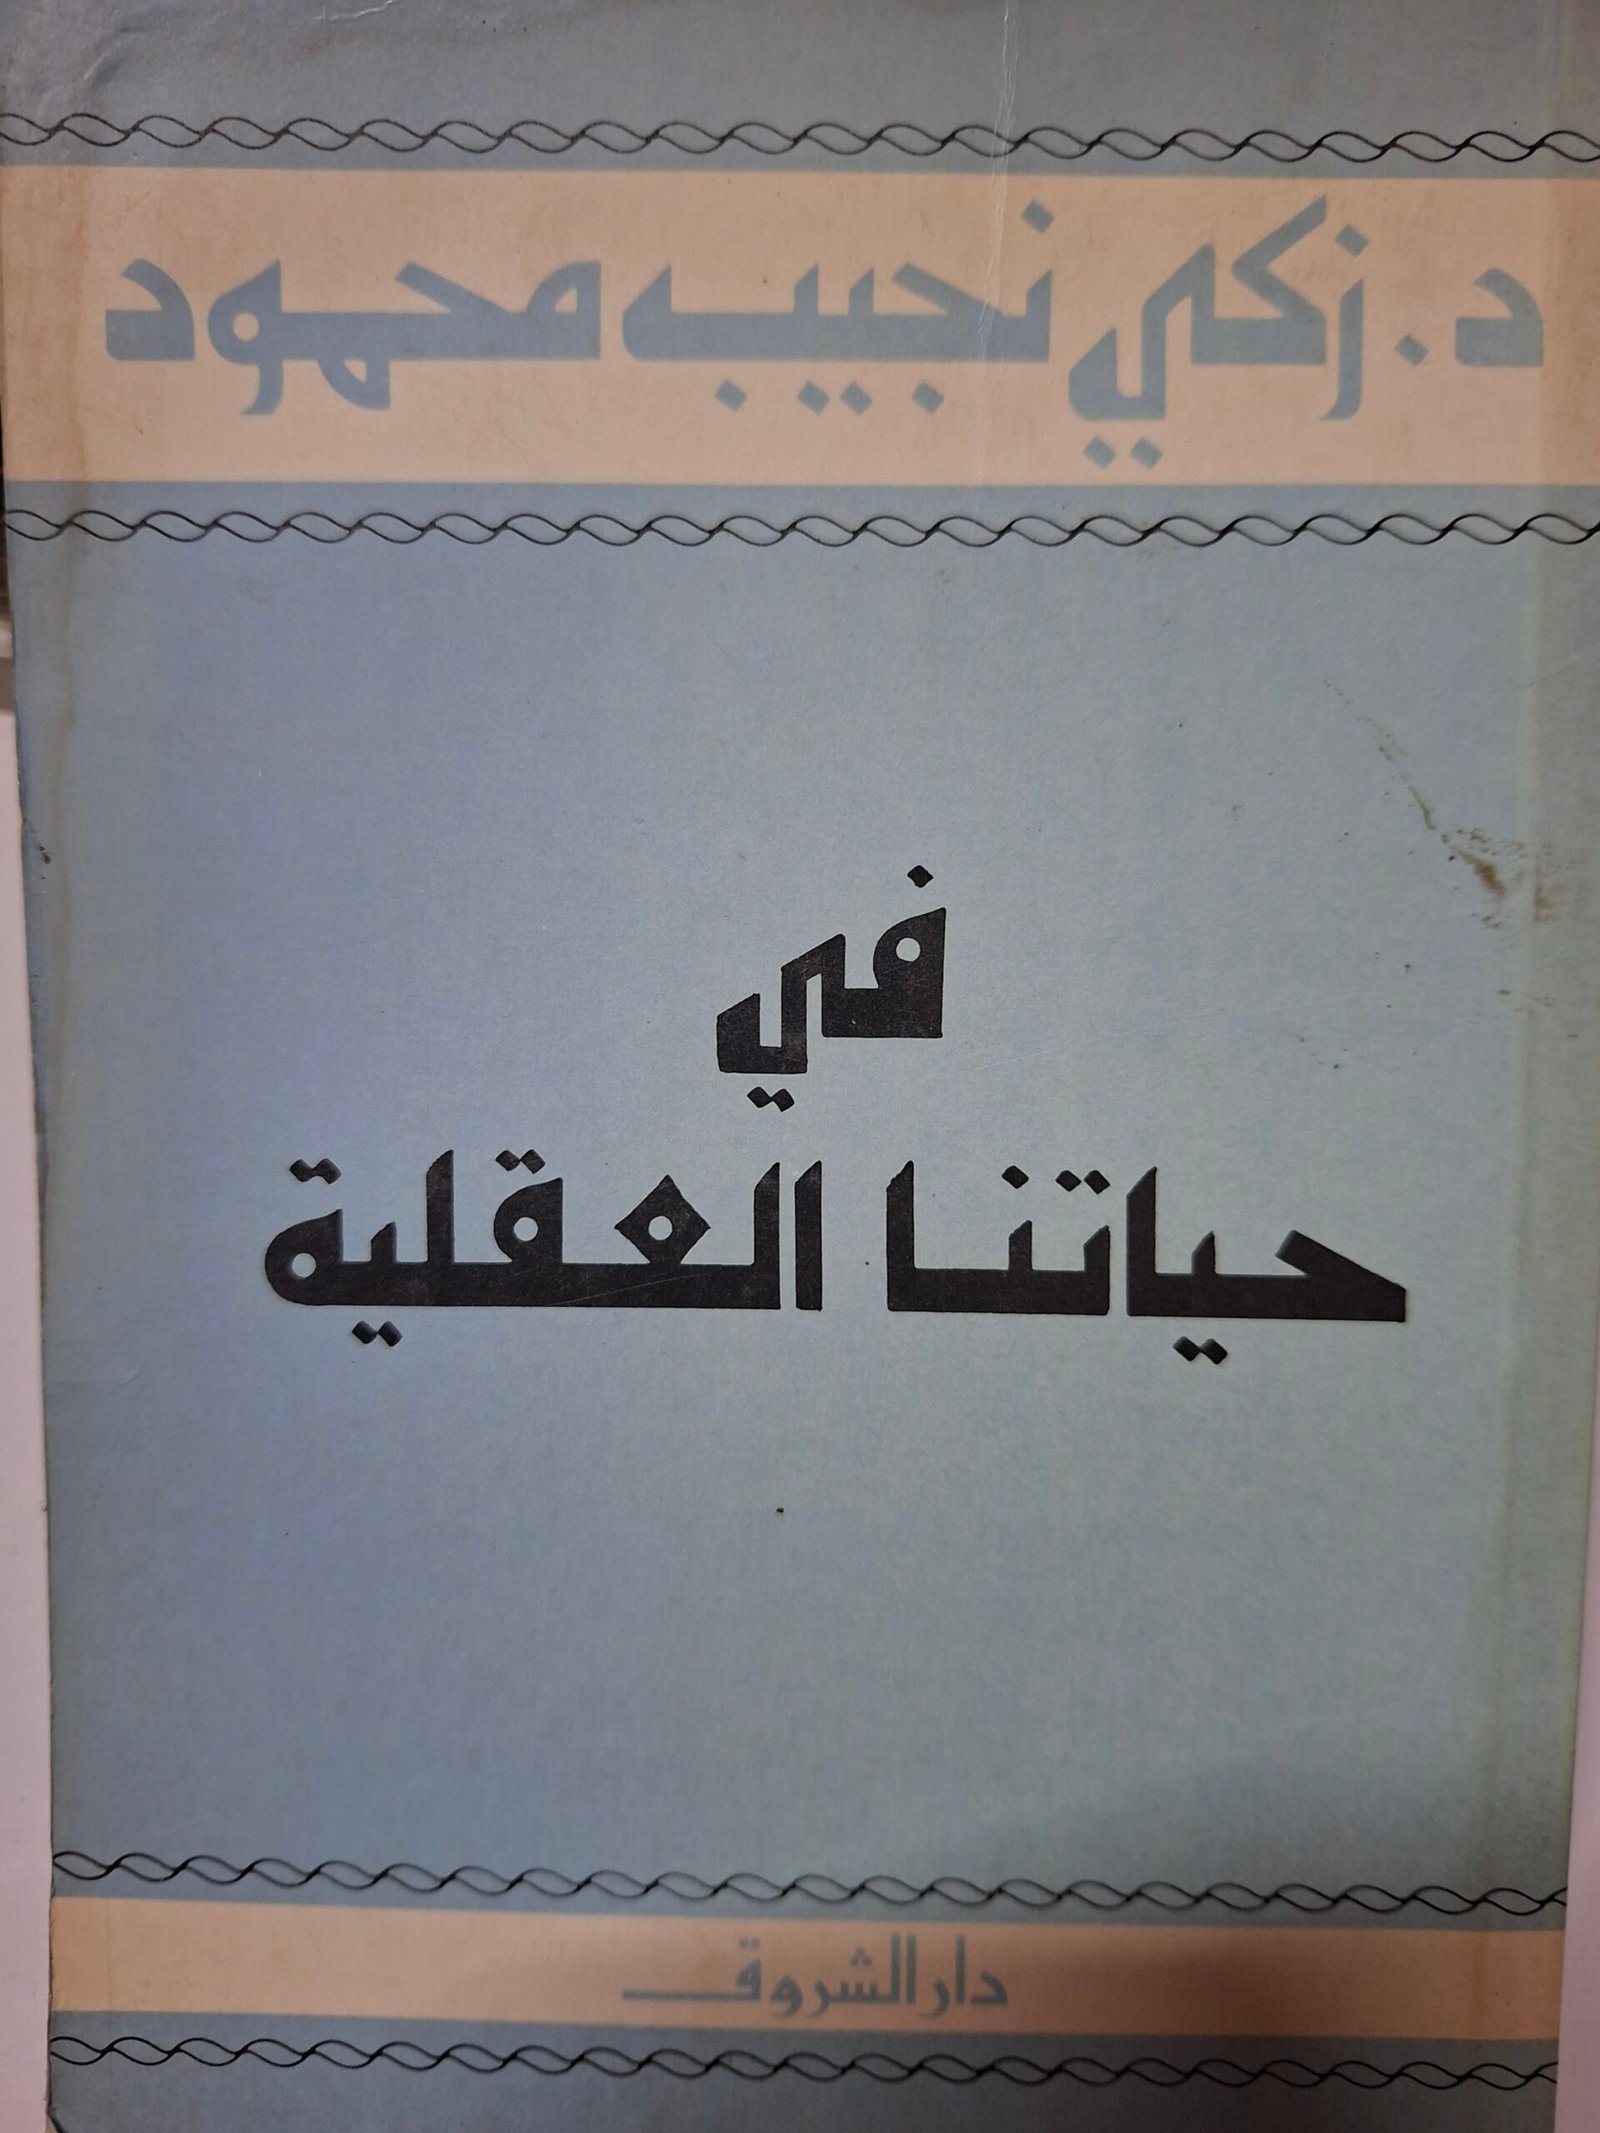 د. زكي نجيب محمود
في
حياتنا العقلية
دار الشروق